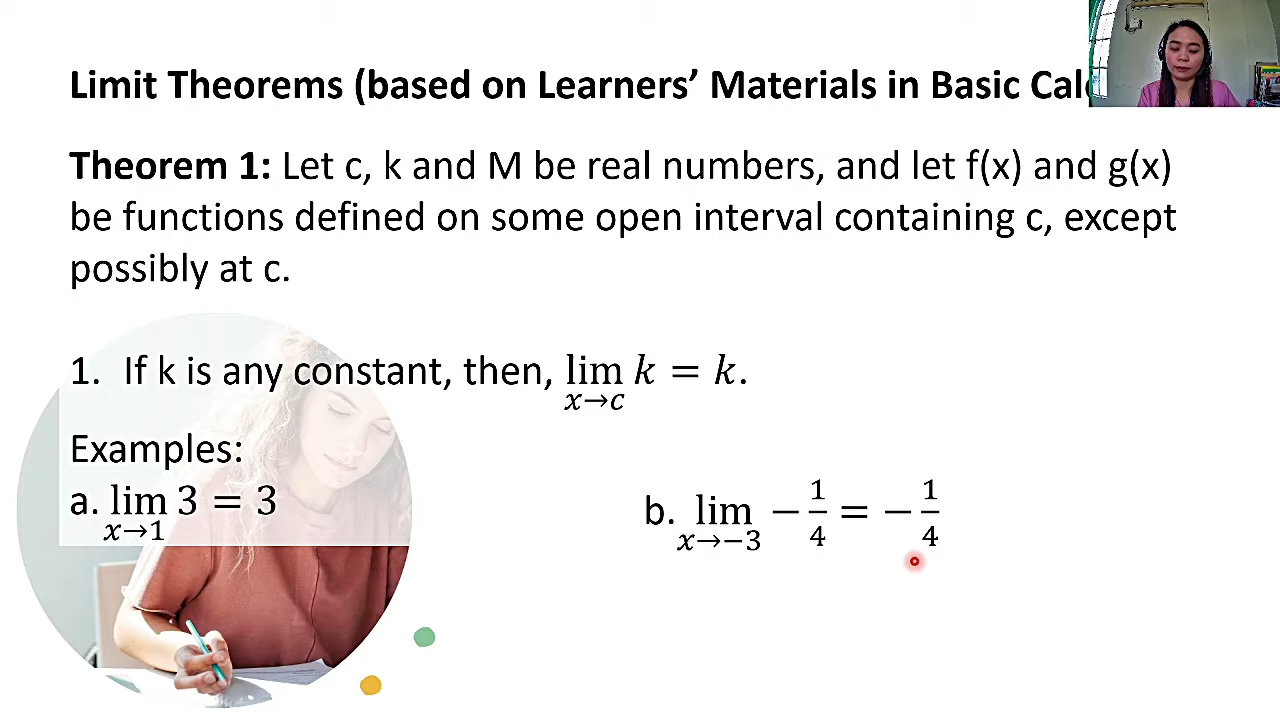 Limit Theorems (based on Learners’ Materials in Basic Cal
Theorem 1: Let c, k and M be real numbers, and let f(x) and g(x)
be functions defined on some open interval containing c, except
possibly at c.
1. If k is any constant, then, lim x→c k = k.
Examples:
a. lim x→1 3 = 3
b. lim x→−3 −1/4 = −1/4